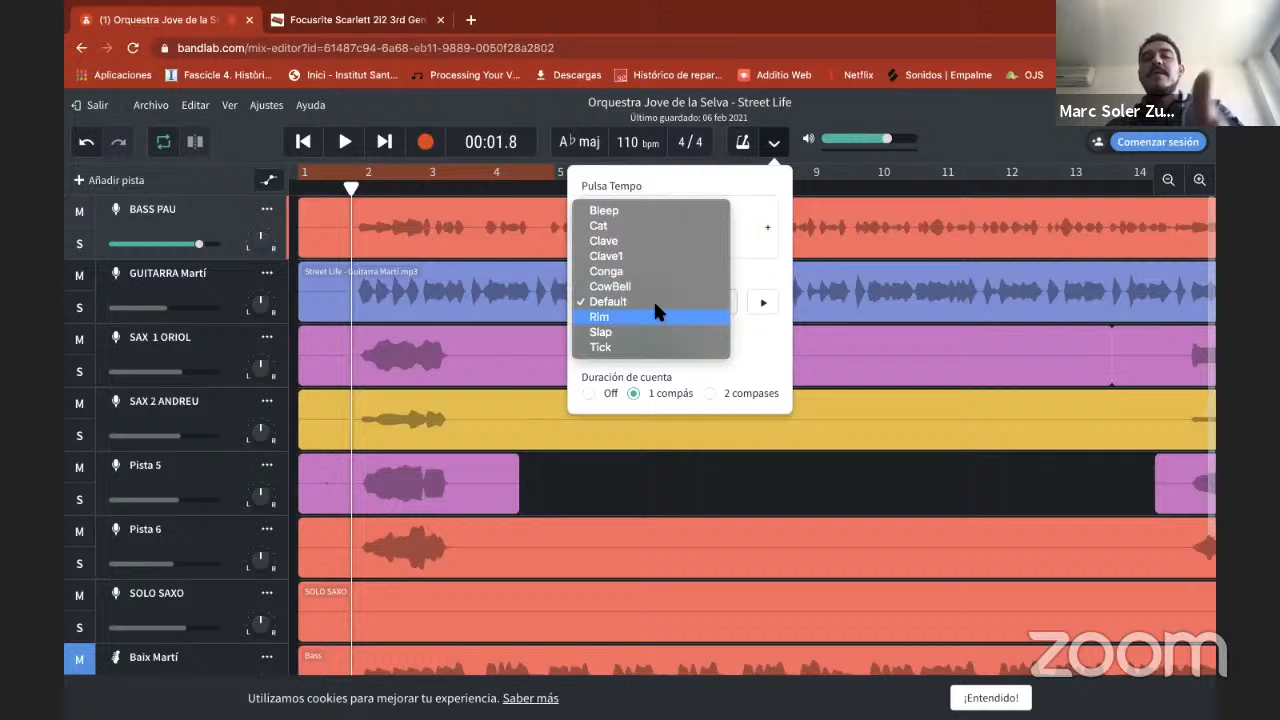 (1) Orquestra Jove de la S
Focusrite Scarlett 2i2 3rd Gen
bandlab.com/mix-editor?id=61487c94-6a68-eb11-9889-0050f28a2802
Aplicaciones
Fascicle 4. Històri...
Inici - Institut Sant...
Processing Your V...
Descargas
Histórico de repar...
Additio Web
Netflix
Sonidos | Empalme
OJS
Marc Soler Zu...
Salir
Archivo
Editar
Ver
Ajustes
Ayuda
Orquestra Jove de la Selva - Street Life
Último guardado: 06 feb 2021
00:01.8
A♭ maj
110 bpm
4 / 4
Comenzar sesión
Añadir pista
1 2 3 4 5 9 10 11 12 13 14
Pulsa Tempo
+
Bleep
Cat
Clave
Clave1
Conga
CowBell
✓ Default
Rim
Slap
Tick
Duración de cuenta
Off
1 compás
2 compases
M BASS PAU
S L R
M GUITARRA Martí
S L R
Street Life - Guitarra Martí.mp3
M SAX 1 ORIOL
S L R
M SAX 2 ANDREU
S L R
M Pista 5
S L R
M Pista 6
S L R
M SOLO SAXO
S L R
SOLO SAXO
M Baix Martí
Bass
zoom
Utilizamos cookies para mejorar tu experiencia. Saber más
¡Entendido!